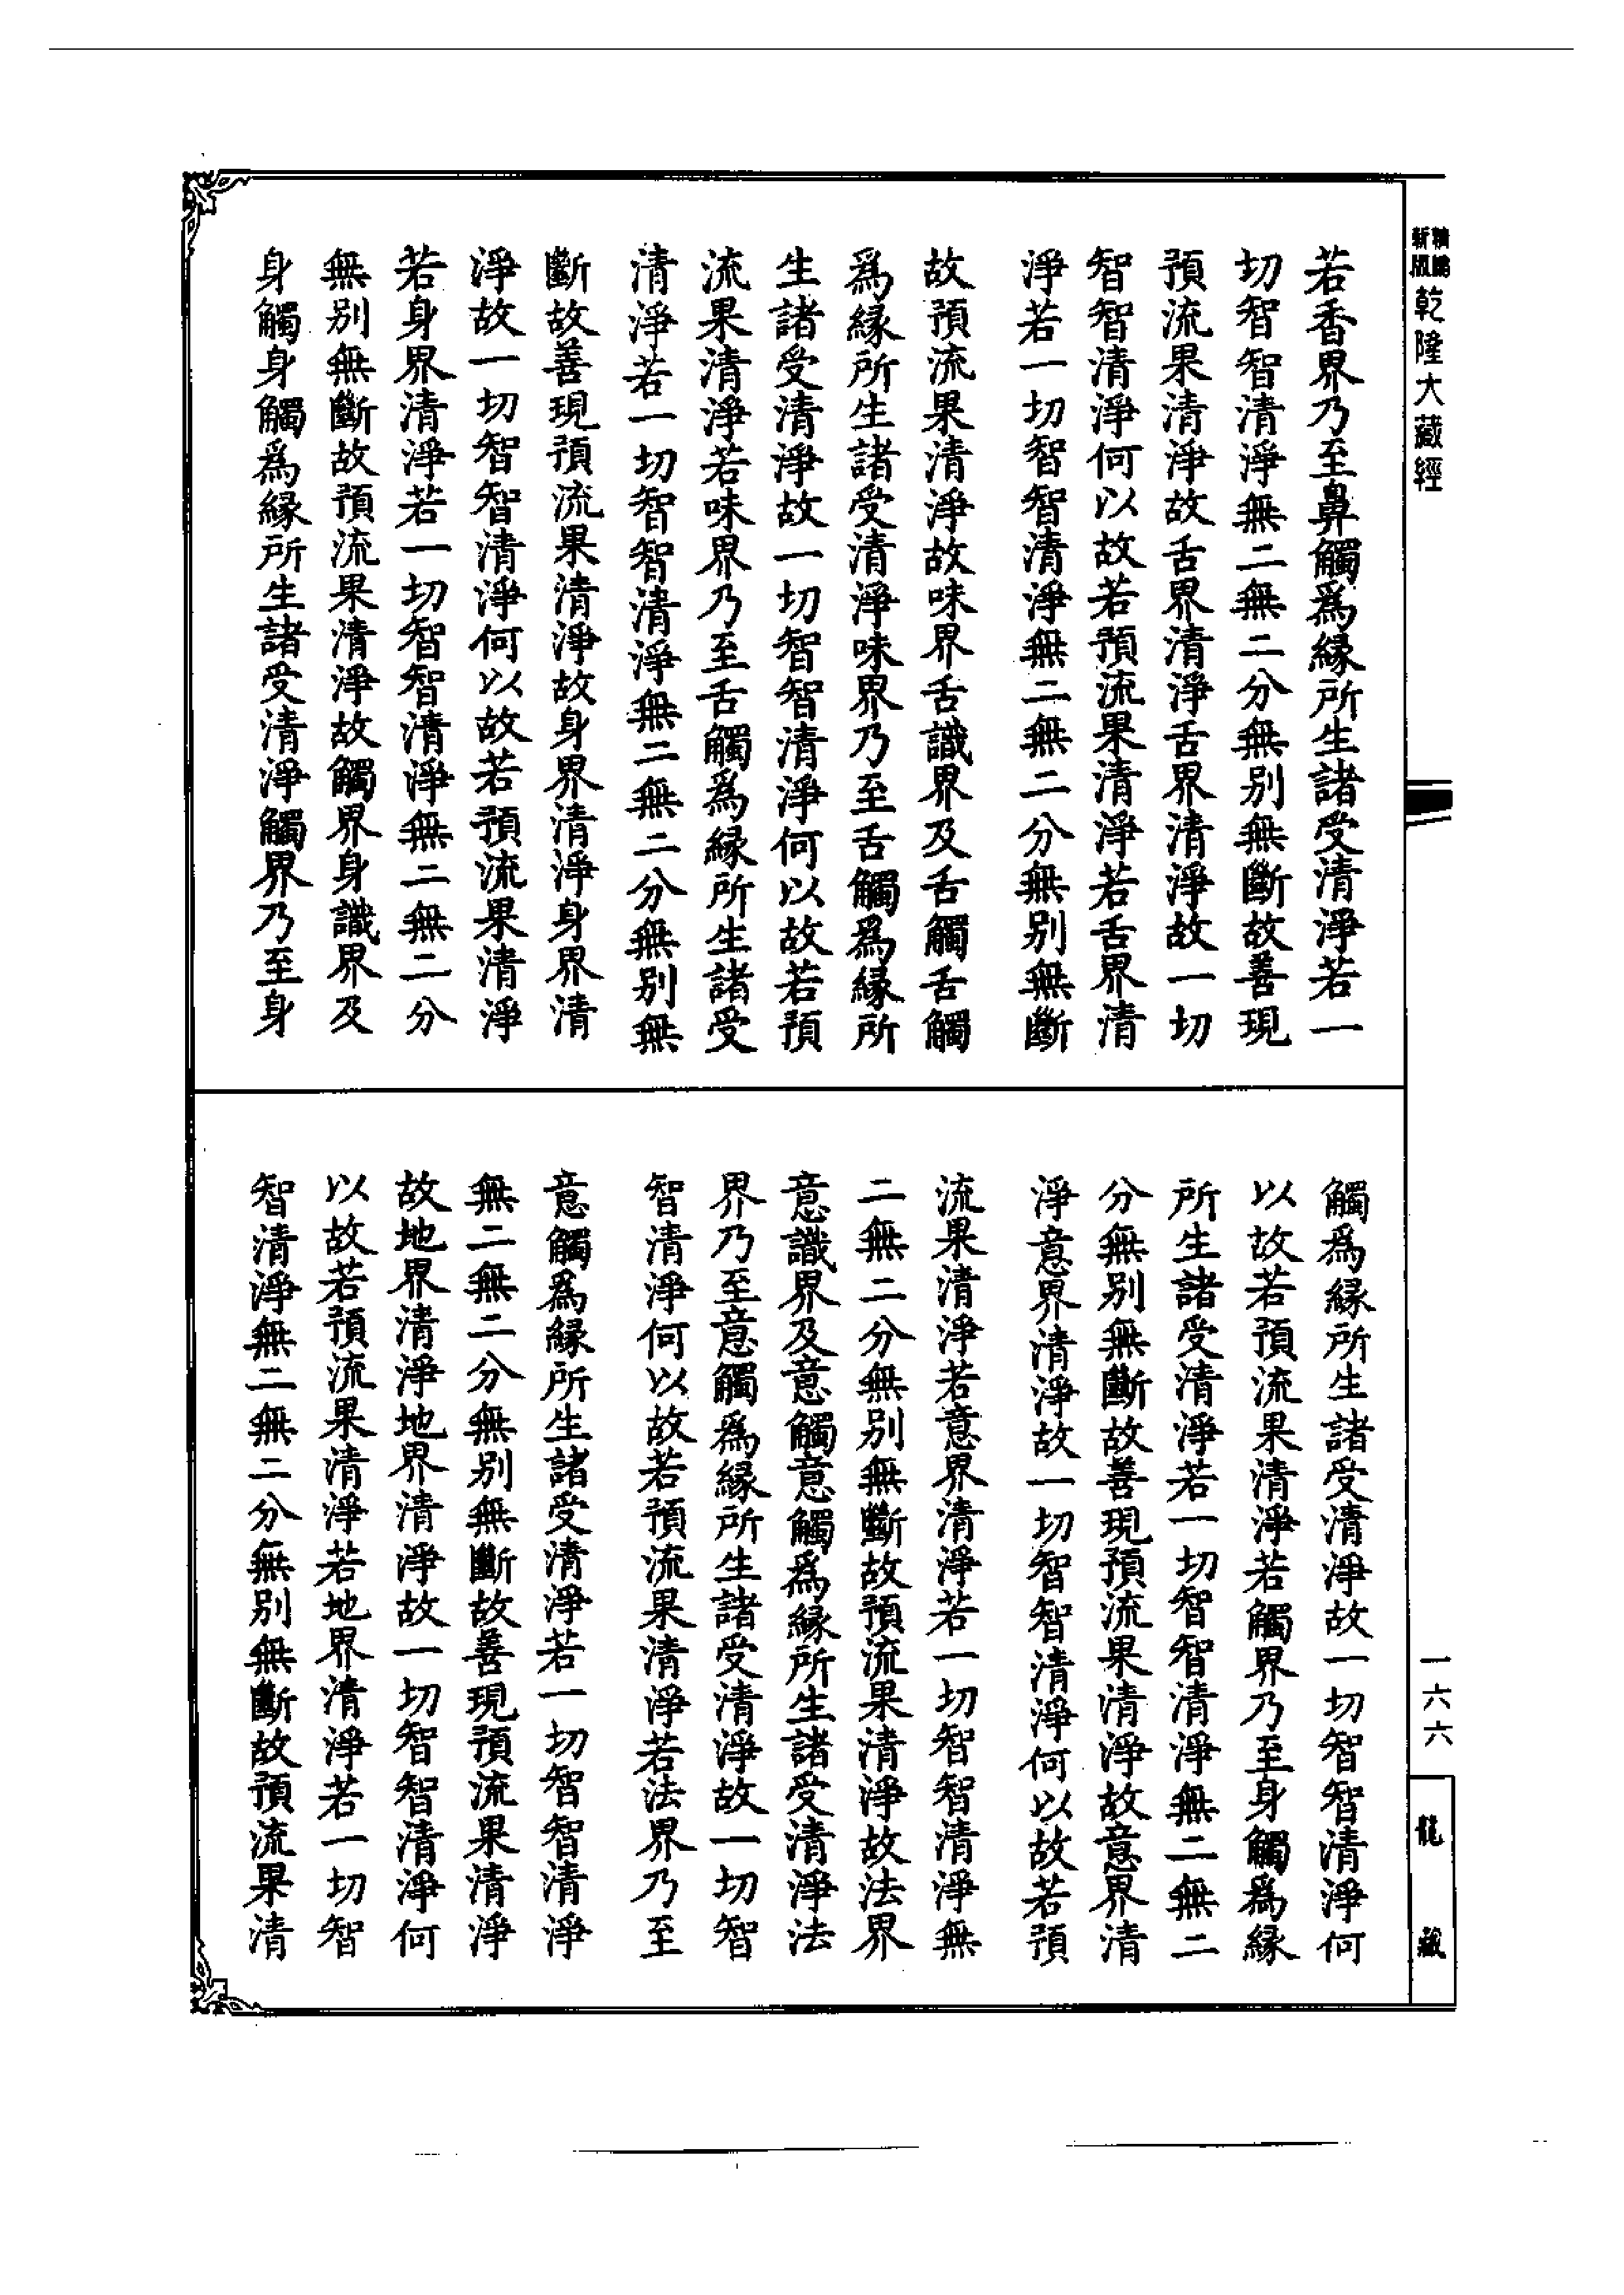 精雕
新版
乾隆大藏經
若香界乃至鼻觸爲縁所生諸受清淨若一
切智智清淨無二無二分無别無斷故善現
預流果清淨故舌界清淨舌界清淨故一切
智智清淨何以故若預流果清淨若舌界清
淨若一切智智清淨無二無二分無别無斷
故預流果清淨故味界舌識界及舌觸舌觸
爲縁所生諸受清淨味界乃至舌觸爲縁所
生諸受清淨故一切智智清淨何以故若預
流果清淨若味界乃至舌觸爲縁所生諸受
清淨若一切智智清淨無二無二分無别無
斷故善現預流果清淨故身界清淨身界清
淨故一切智智清淨何以故若預流果清淨
若身界清淨若一切智智清淨無二無二分
無别無斷故預流果清淨故觸界身識界及
身觸身觸爲縁所生諸受清淨觸界乃至身
觸爲縁所生諸受清淨故一切智智清淨何
以故若預流果清淨若觸界乃至身觸爲縁
所生諸受清淨若一切智智清淨無二無二
分無别無斷故善現預流果清淨故意界清
淨意界清淨故一切智智清淨何以故若預
流果清淨若意界清淨若一切智智清淨無
二無二分無别無斷故預流果清淨故法界
意識界及意觸意觸爲縁所生諸受清淨法
界乃至意觸爲縁所生諸受清淨故一切智
智清淨何以故若預流果清淨若法界乃至
意觸爲縁所生諸受清淨若一切智智清淨
無二無二分無别無斷故善現預流果清淨
故地界清淨地界清淨故一切智智清淨何
以故若預流果清淨若地界清淨若一切智
智清淨無二無二分無别無斷故預流果清
一六六
龍藏